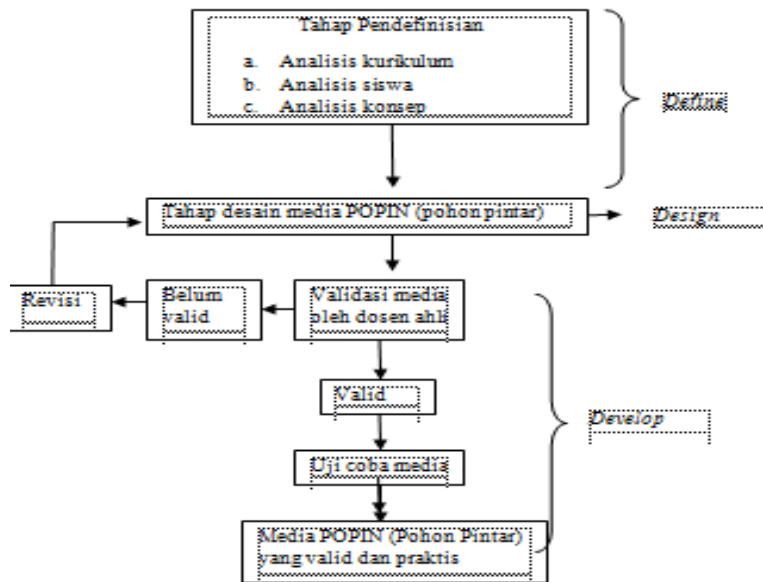 Tahap Pendefinisian
a. Analisis kurikulum
b. Analisis siswa
c. Analisis konsep
Define
Tahap desain media POPIN (pohon pintar)
Design
Revisi
Belum
valid
Validasi media
oleh dosen ahli
Valid
Develop
Uji coba media
Media POPIN (Pohon Pintar)
yang valid dan praktis